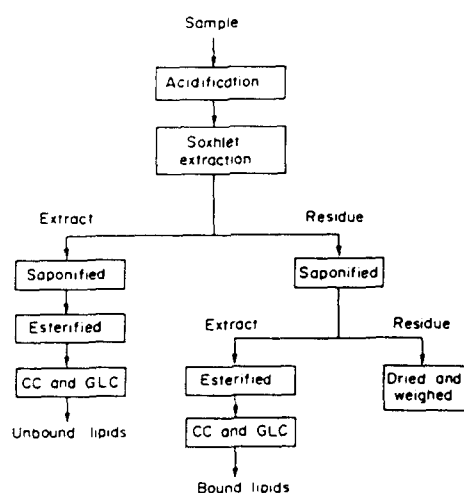 Sample
Acidification
Soxhlet
extraction
Extract
Residue
Saponified
Saponified
Esterified
Extract
Residue
CC and GLC
Esterified
Dried and
weighed
Unbound lipids
CC and GLC
Bound lipids